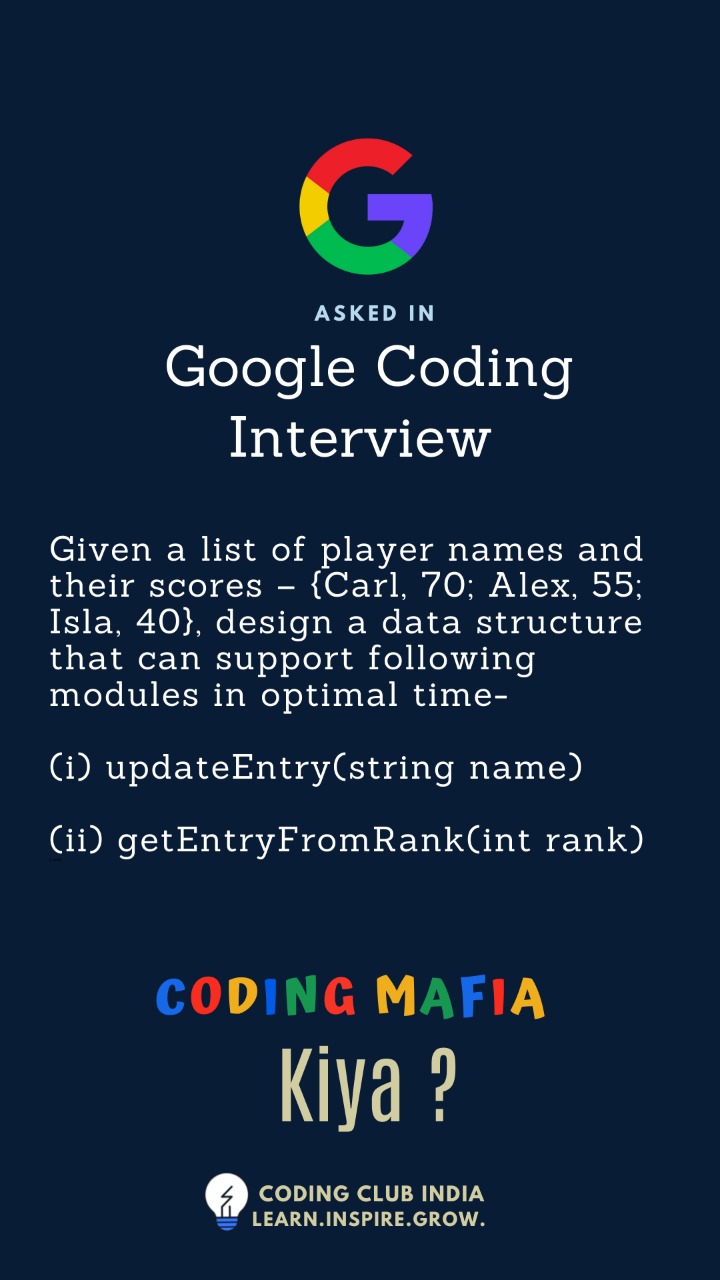 ASKED IN
Google Coding
Interview
Given a list of player names and
their scores – {Carl, 70; Alex, 55;
Isla, 40}, design a data structure
that can support following
modules in optimal time-
(i) updateEntry(string name)
(ii) getEntryFromRank(int rank)
CODING MAFIA
Kiya ?
CODING CLUB INDIA
LEARN.INSPIRE.GROW.